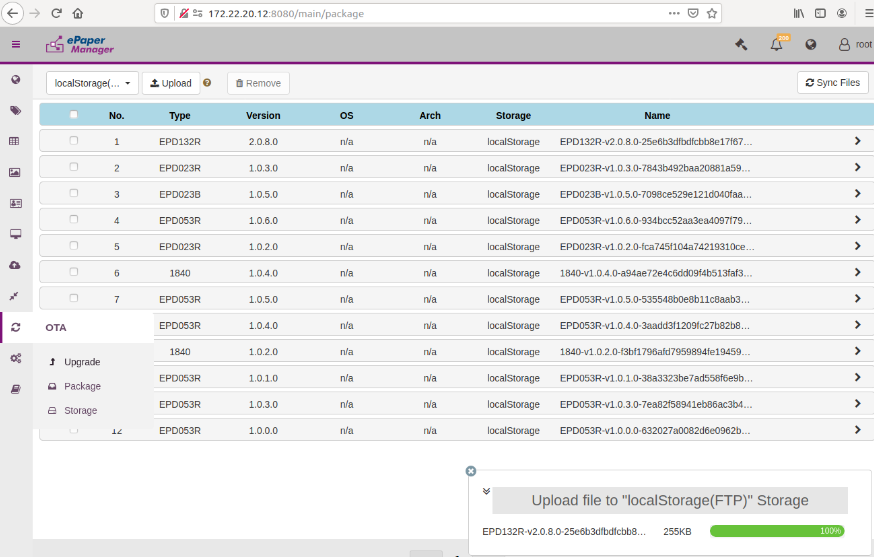 172.22.20.12:8080/main/package
ePaper Manager
206
root
localStorage(… Upload Remove Sync Files
No. Type Version OS Arch Storage Name
1 EPD132R 2.0.8.0 n/a n/a localStorage EPD132R-v2.0.8.0-25e6b3dfbdfcbb8e17f67…
2 EPD023R 1.0.3.0 n/a n/a localStorage EPD023R-v1.0.3.0-7843b492baa20881a59…
3 EPD023B 1.0.5.0 n/a n/a localStorage EPD023B-v1.0.5.0-7098ce529e121d040faa…
4 EPD053R 1.0.6.0 n/a n/a localStorage EPD053R-v1.0.6.0-934bcc52aa3ea4097f79…
5 EPD023R 1.0.2.0 n/a n/a localStorage EPD023R-v1.0.2.0-fca745f104a74219310ce…
6 1840 1.0.4.0 n/a n/a localStorage 1840-v1.0.4.0-a94ae72e4c6dd09f4b513faf3…
7 EPD053R 1.0.5.0 n/a n/a localStorage EPD053R-v1.0.5.0-535548b0e8b11c8aab3…
OTA EPD053R 1.0.4.0 n/a n/a localStorage EPD053R-v1.0.4.0-3aadd3f1209fc27b82b8…
Upgrade 1840 1.0.2.0 n/a n/a localStorage 1840-v1.0.2.0-f3bf1796afd7959894fe19459…
Package EPD053R 1.0.1.0 n/a n/a localStorage EPD053R-v1.0.1.0-38a3323be7ad558f6e9b…
Storage EPD053R 1.0.3.0 n/a n/a localStorage EPD053R-v1.0.3.0-7ea82f58941eb86ac3b4…
12 EPD053R 1.0.0.0 n/a n/a localStorage EPD053R-v1.0.0.0-632027a0082d6e0962b…
Upload file to "localStorage(FTP)" Storage
EPD132R-v2.0.8.0-25e6b3dfbdfcbb8… 255KB 100%